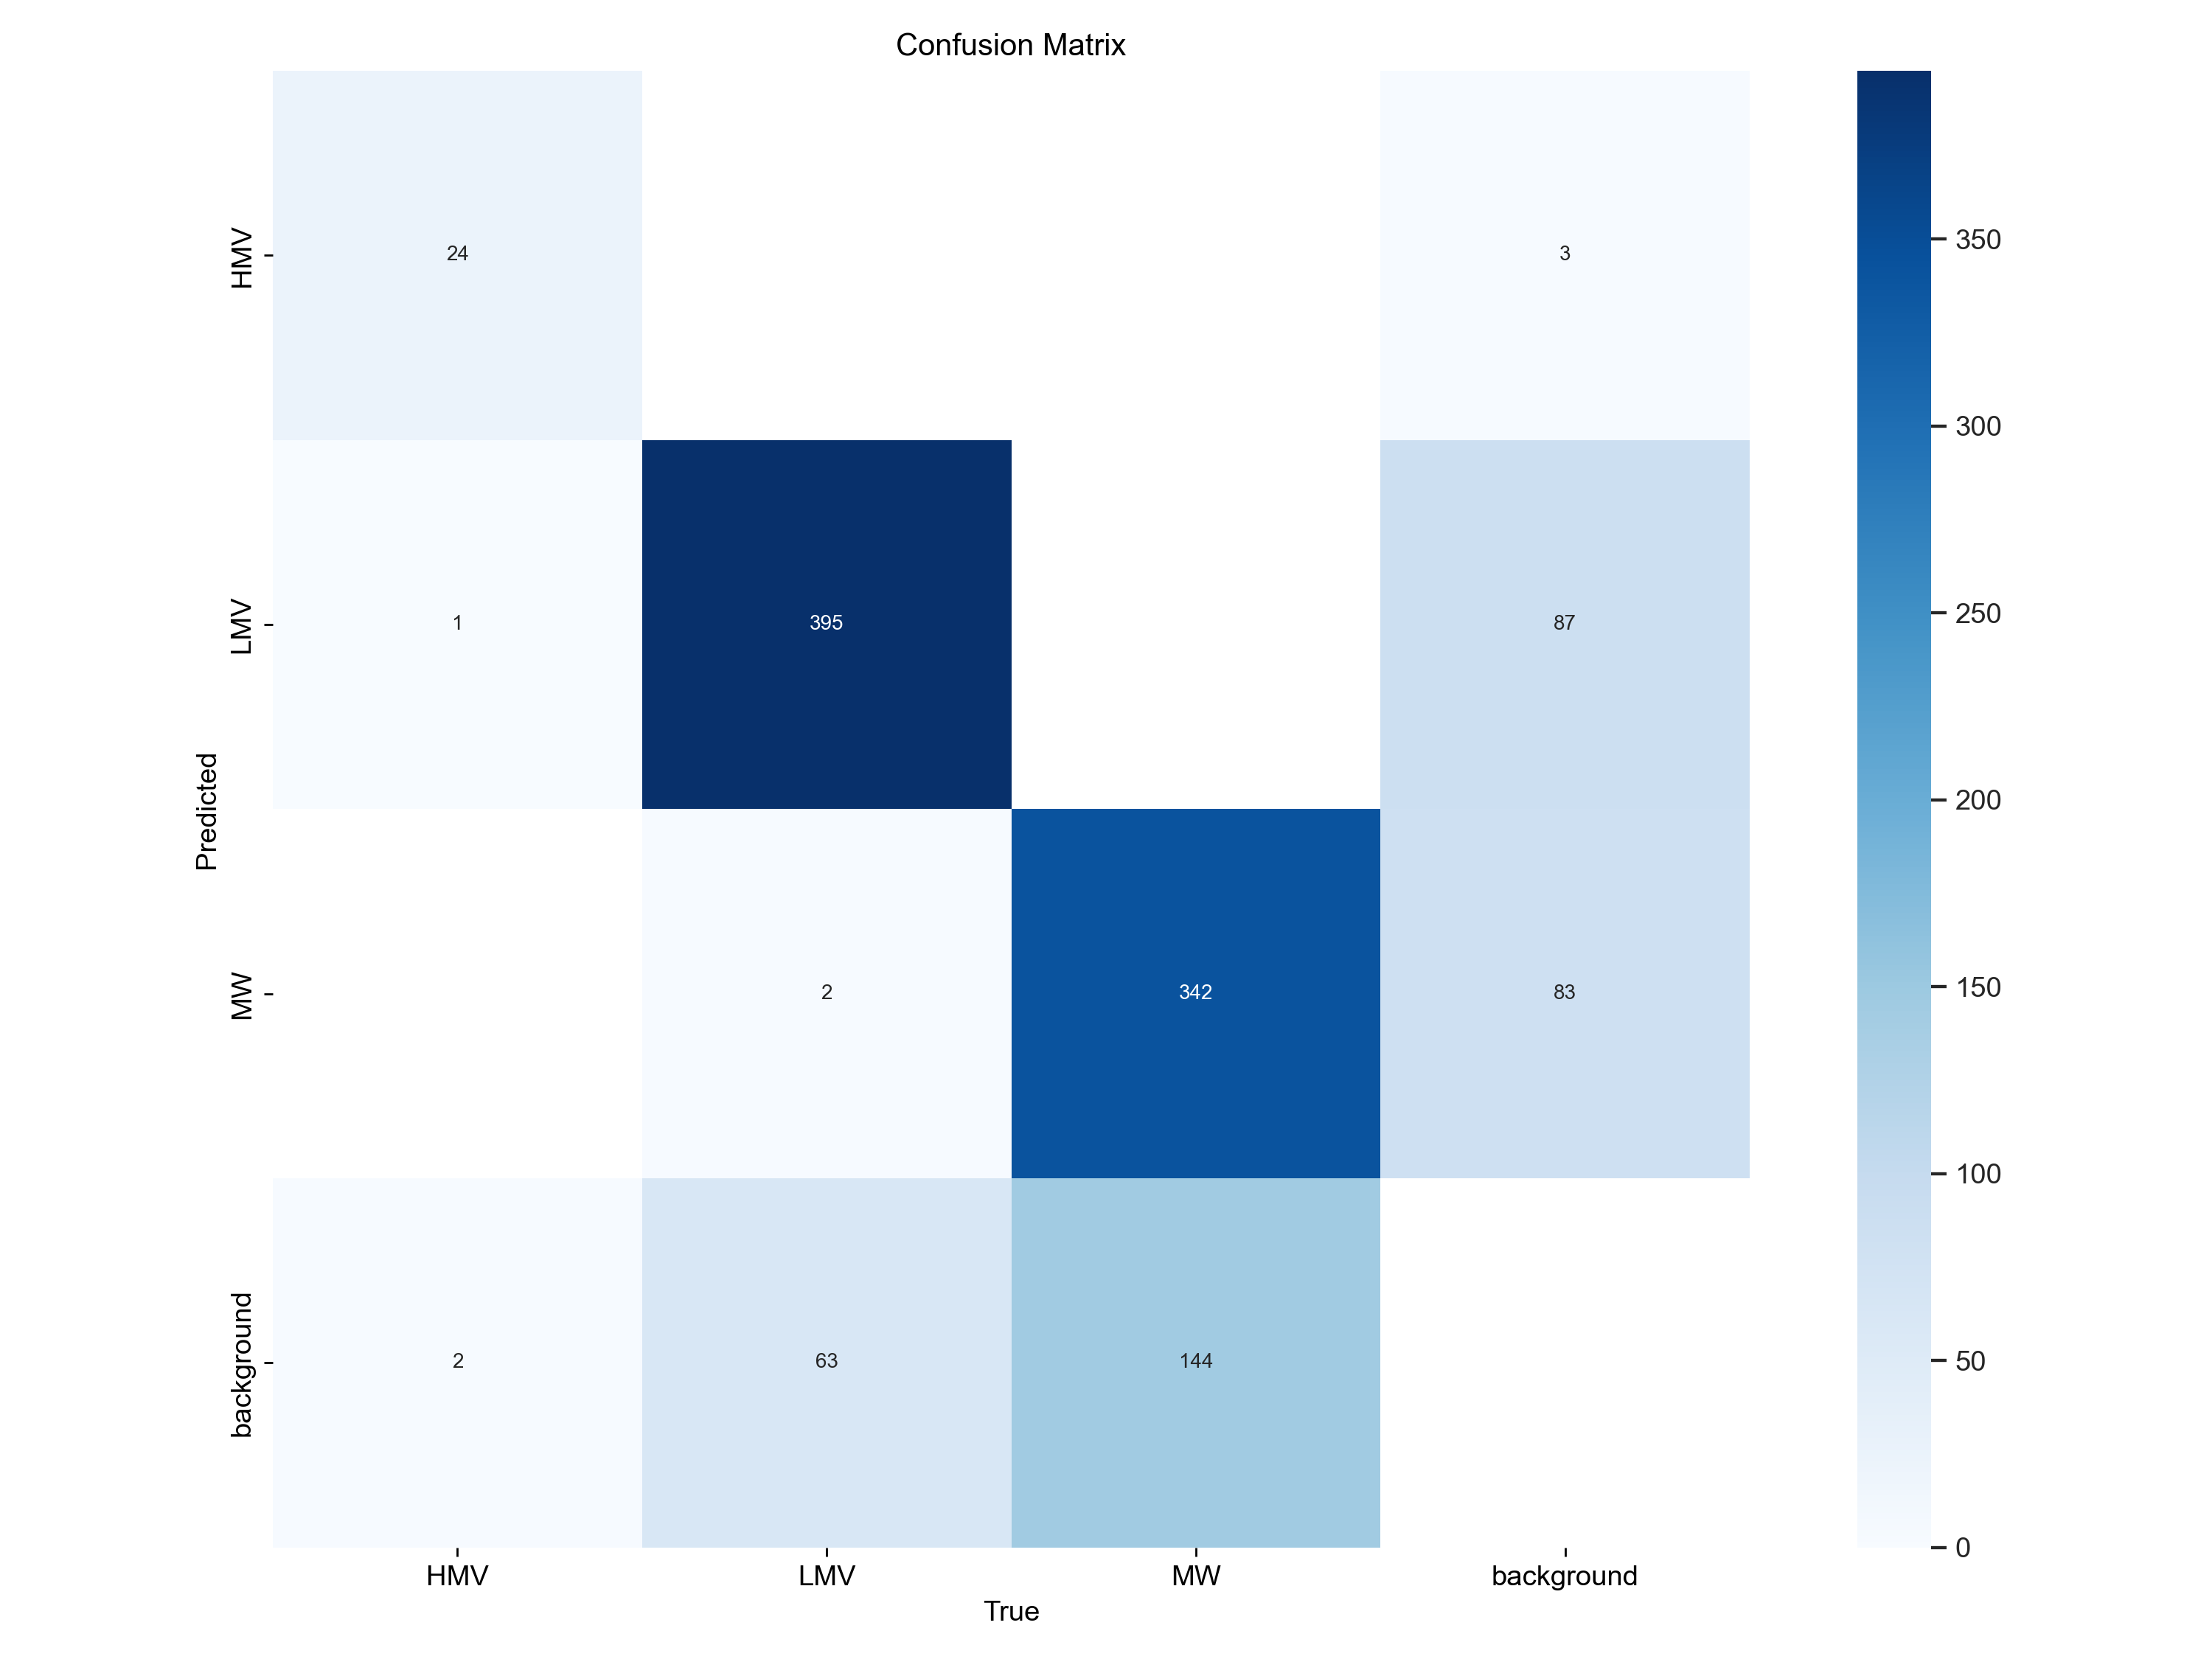 Confusion Matrix
HMV
24
3
LMV
1
395
87
Predicted
MW
2
342
83
background
2
63
144
HMV
LMV
MW
background
True
350
300
250
200
150
100
50
0